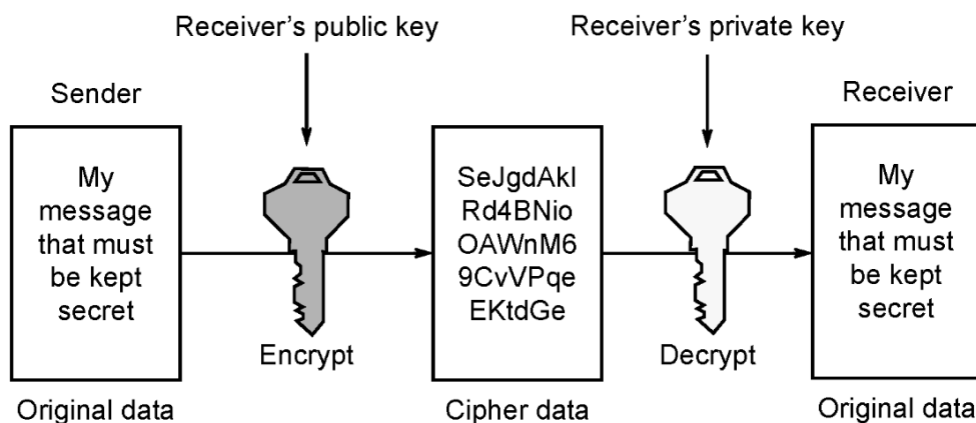 Receiver's public key
Receiver's private key
Sender
Receiver
My
message
that must
be kept
secret
SeJgdAkl
Rd4BNio
OAWnM6
9CvVPqe
EKtdGe
My
message
that must
be kept
secret
Encrypt
Decrypt
Original data
Cipher data
Original data